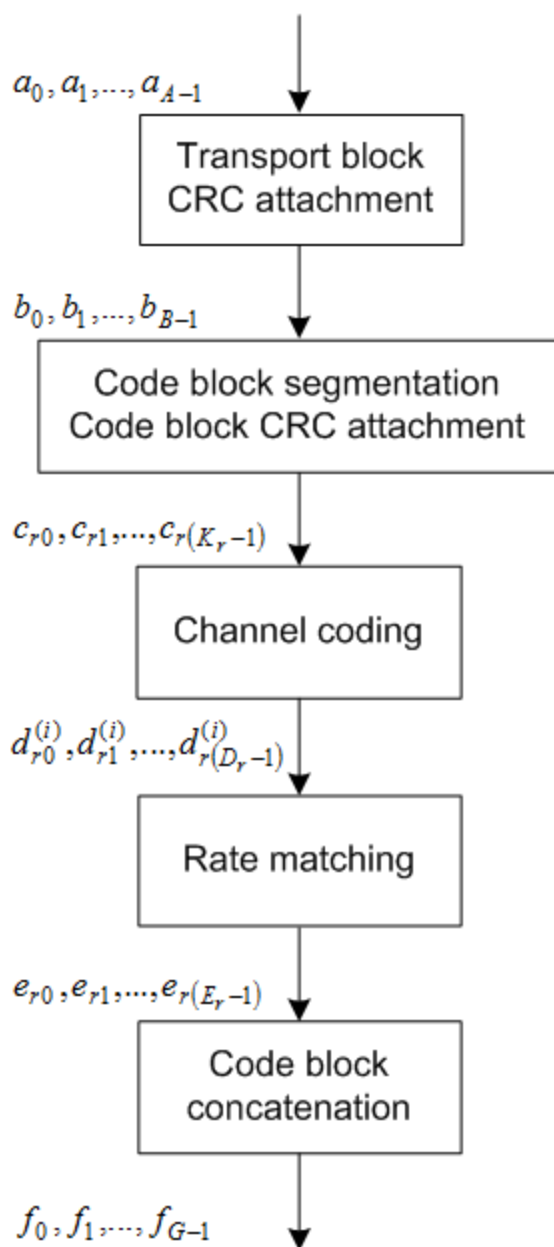 a_0, a_1, ..., a_{A-1}
Transport block
CRC attachment
b_0, b_1, ..., b_{B-1}
Code block segmentation
Code block CRC attachment
c_{r0}, c_{r1}, ..., c_{r(K_r-1)}
Channel coding
d_{r0}^{(i)}, d_{r1}^{(i)}, ..., d_{r(D_r-1)}^{(i)}
Rate matching
e_{r0}, e_{r1}, ..., e_{r(E_r-1)}
Code block
concatenation
f_0, f_1, ..., f_{G-1}